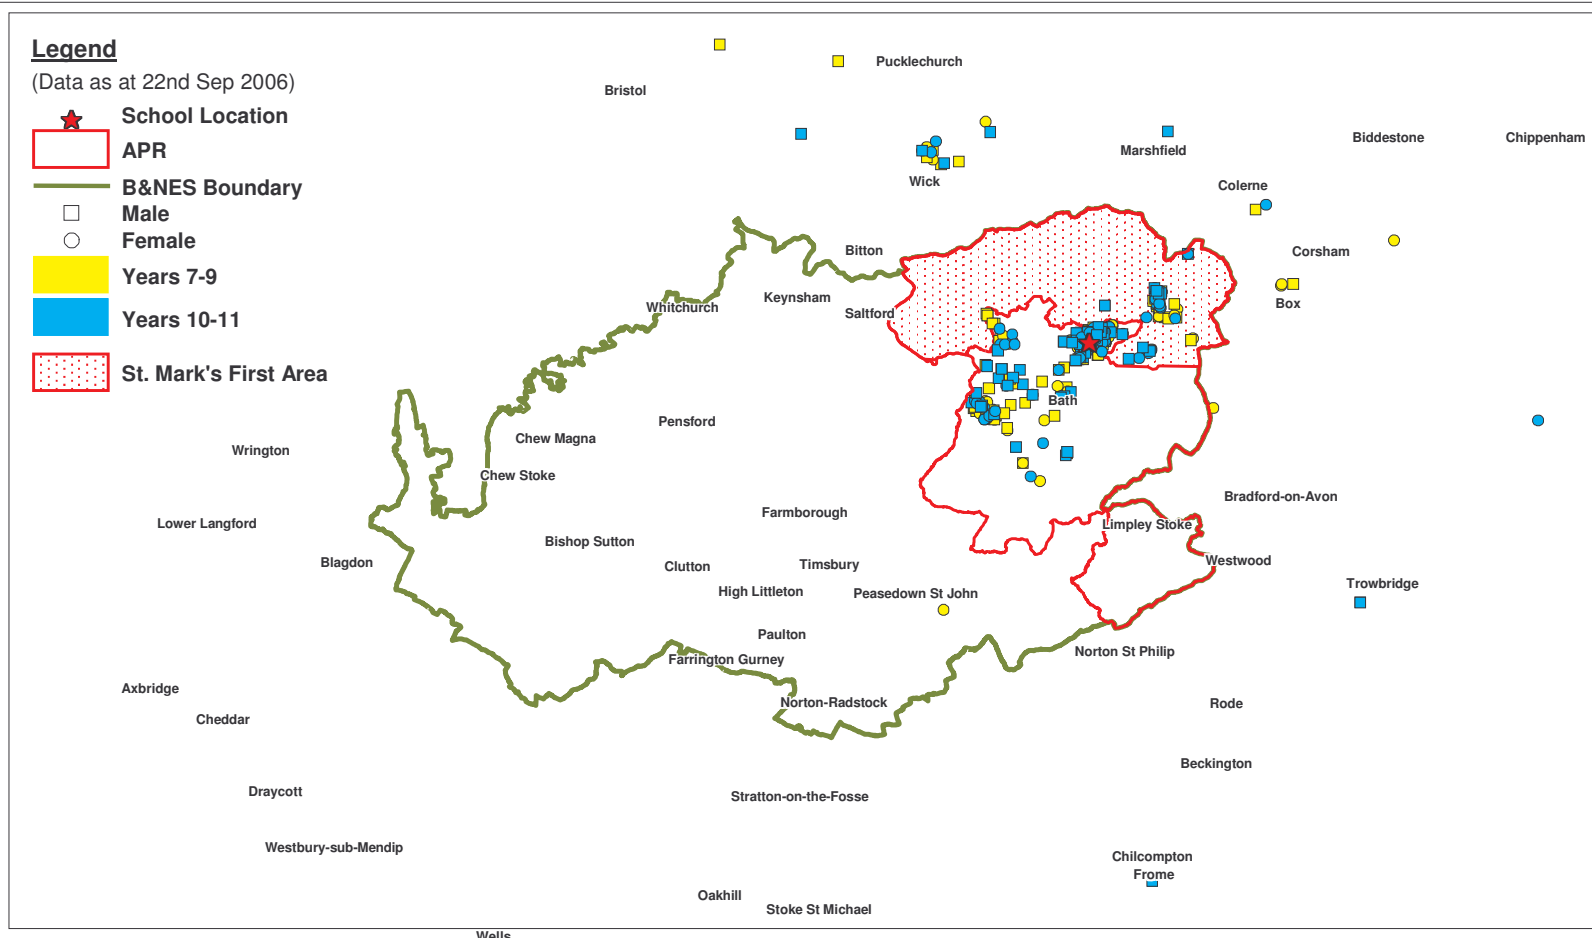 Legend
(Data as at 22nd Sep 2006)
School Location
APR
B&NES Boundary
Male
Female
Years 7-9
Years 10-11
St. Mark's First Area
Pucklechurch
Bristol
Biddestone
Chippenham
Marshfield
Wick
Colerne
Bitton
Corsham
Keynsham
Whitchurch
Saltford
Box
Bath
Pensford
Chew Magna
Wrington
Chew Stoke
Bradford-on-Avon
Farmborough
Lower Langford
Limpley Stoke
Bishop Sutton
Blagdon
Clutton
Timsbury
Westwood
High Littleton
Peasedown St John
Trowbridge
Paulton
Norton St Philip
Farrington Gurney
Axbridge
Norton-Radstock
Rode
Cheddar
Beckington
Draycott
Stratton-on-the-Fosse
Westbury-sub-Mendip
Chilcompton
Frome
Oakhill
Stoke St Michael
Wells